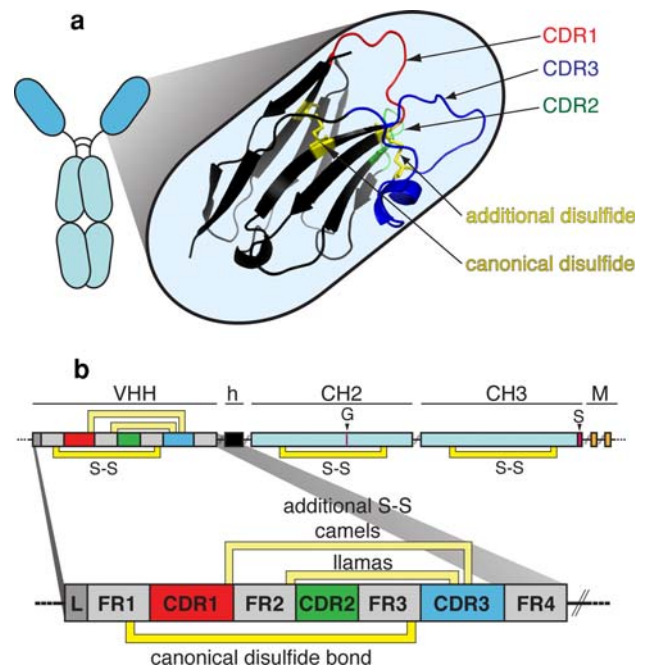 a
CDR1
CDR3
CDR2
additional disulfide
canonical disulfide
b
VHH h CH2 CH3 M
G S
S-S S-S S-S
additional S-S
camels
llamas
L FR1 CDR1 FR2 CDR2 FR3 CDR3 FR4
canonical disulfide bond